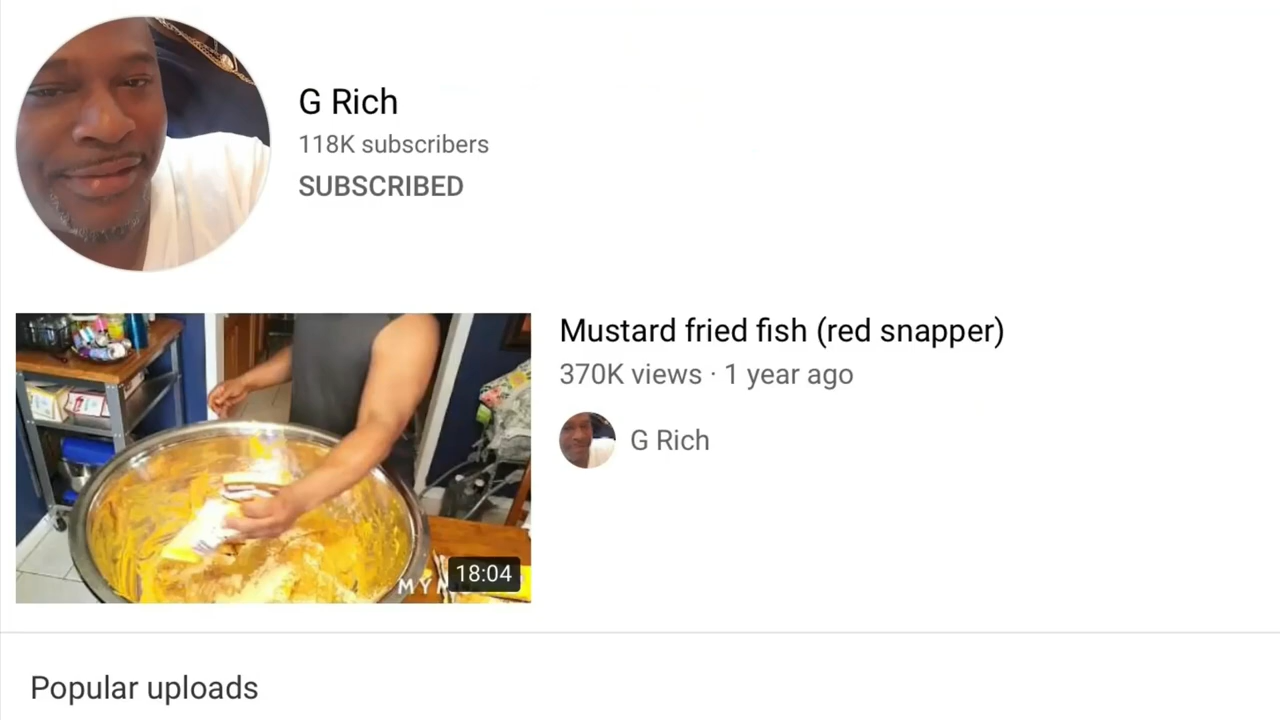 G Rich
118K subscribers
SUBSCRIBED
Mustard fried fish (red snapper)
370K views · 1 year ago
G Rich
18:04
Popular uploads